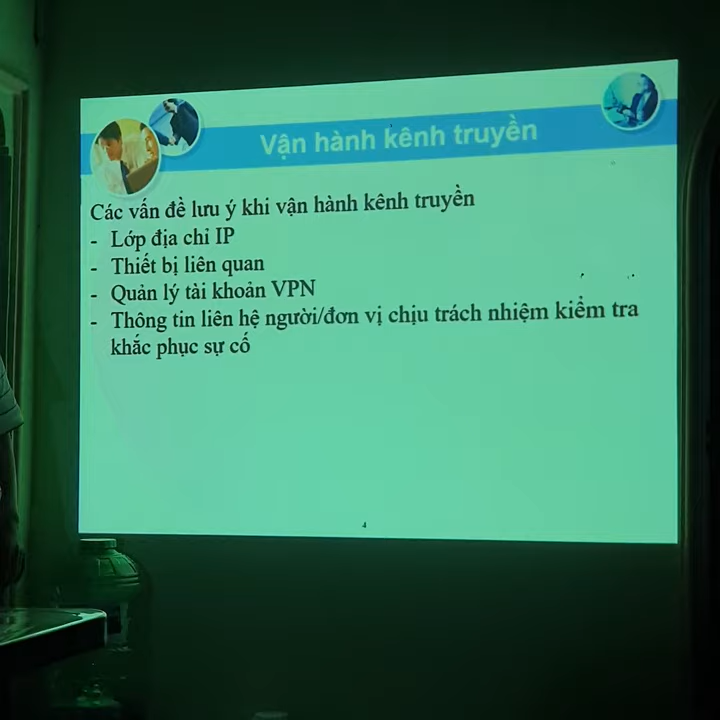 Vận hành kênh truyền
Các vấn đề lưu ý khi vận hành kênh truyền
- Lớp địa chỉ IP
- Thiết bị liên quan
- Quản lý tài khoản VPN
- Thông tin liên hệ người/đơn vị chịu trách nhiệm kiểm tra
khắc phục sự cố
4